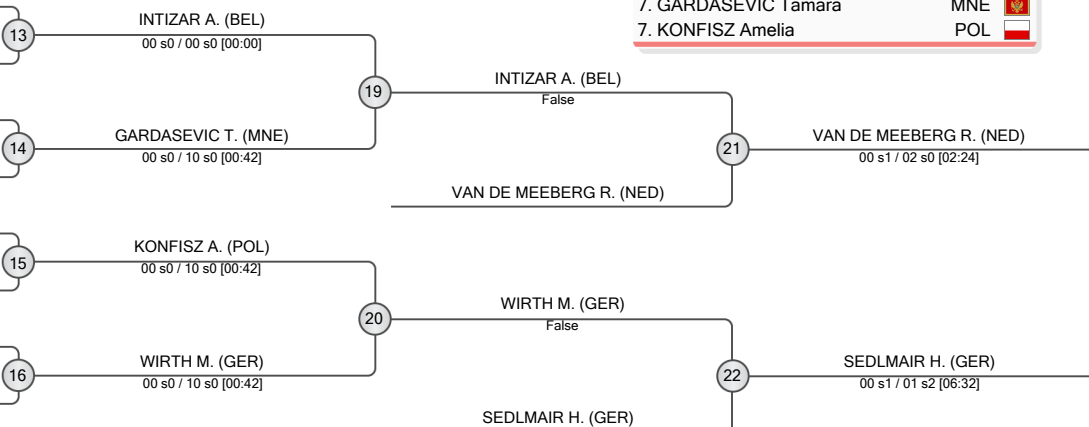 7. GARDASEVIC Tamara MNE
7. KONFISZ Amelia POL
13
INTIZAR A. (BEL)
00 s0 / 00 s0 [00:00]
19
INTIZAR A. (BEL)
False
14
GARDASEVIC T. (MNE)
00 s0 / 10 s0 [00:42]
21
VAN DE MEEBERG R. (NED)
00 s1 / 02 s0 [02:24]
VAN DE MEEBERG R. (NED)
15
KONFISZ A. (POL)
00 s0 / 10 s0 [00:42]
20
WIRTH M. (GER)
False
16
WIRTH M. (GER)
00 s0 / 10 s0 [00:42]
22
SEDLMAIR H. (GER)
00 s1 / 01 s2 [06:32]
SEDLMAIR H. (GER)